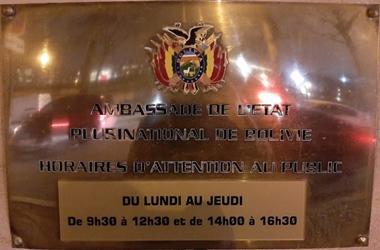 AMBASSADE DE L'ETAT
PLURINATIONAL DE BOLIVIE
HORAIRES D'ATTENTION AU PUBLIC
DU LUNDI AU JEUDI
De 9h30 à 12h30 et de 14h00 à 16h30